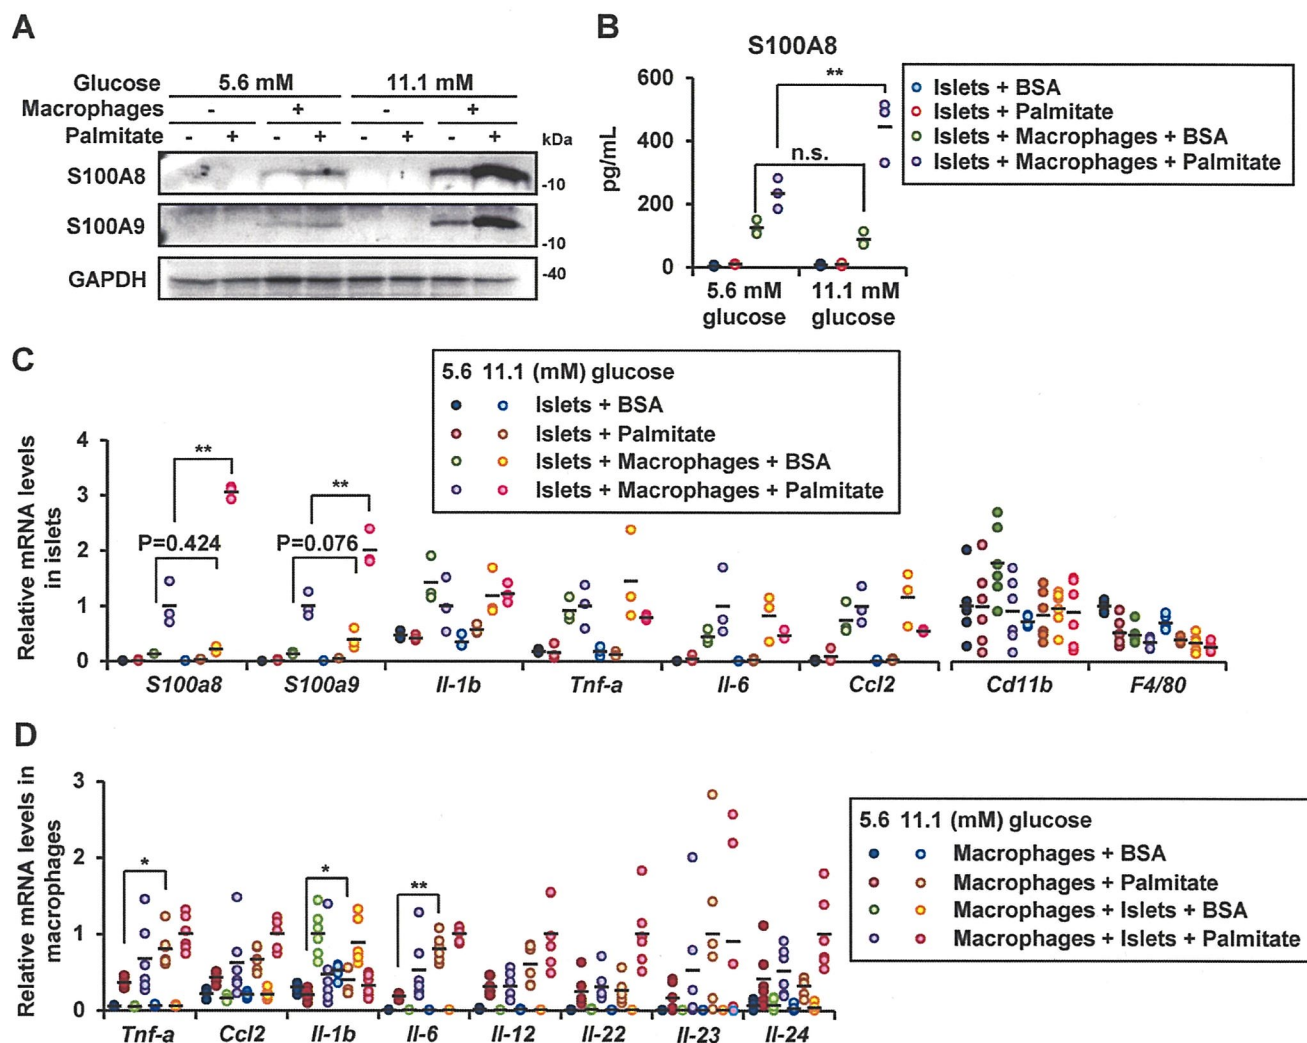 A
Glucose 5.6 mM 11.1 mM
Macrophages - + - +
Palmitate - + - + - + - + kDa
S100A8 -10
S100A9 -10
GAPDH -40
B
S100A8
600
400
200
0
pg/mL
**
n.s.
5.6 mM glucose
11.1 mM glucose
Islets + BSA
Islets + Palmitate
Islets + Macrophages + BSA
Islets + Macrophages + Palmitate
C
5.6 11.1 (mM) glucose
Islets + BSA
Islets + Palmitate
Islets + Macrophages + BSA
Islets + Macrophages + Palmitate
Relative mRNA levels
in islets
4
3
2
1
0
**
**
P=0.424
P=0.076
S100a8 S100a9 Il-1b Tnf-a Il-6 Ccl2 Cd11b F4/80
D
Relative mRNA levels in
macrophages
3
2
1
0
*
*
**
Tnf-a Ccl2 Il-1b Il-6 Il-12 Il-22 Il-23 Il-24
5.6 11.1 (mM) glucose
Macrophages + BSA
Macrophages + Palmitate
Macrophages + Islets + BSA
Macrophages + Islets + Palmitate